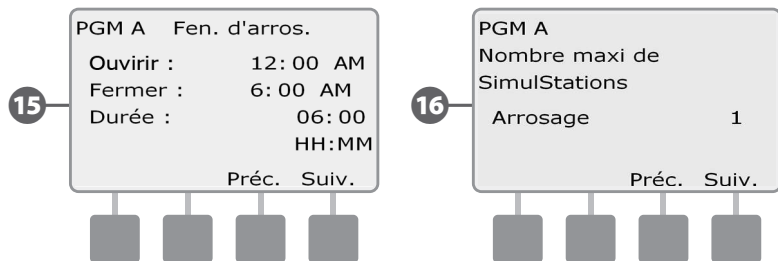 15
PGM A Fen. d'arros.
Ouvirir : 12:00 AM
Fermer : 6:00 AM
Durée : 06:00
HH:MM
Préc. Suiv.
16
PGM A
Nombre maxi de
SimulStations
Arrosage 1
Préc. Suiv.